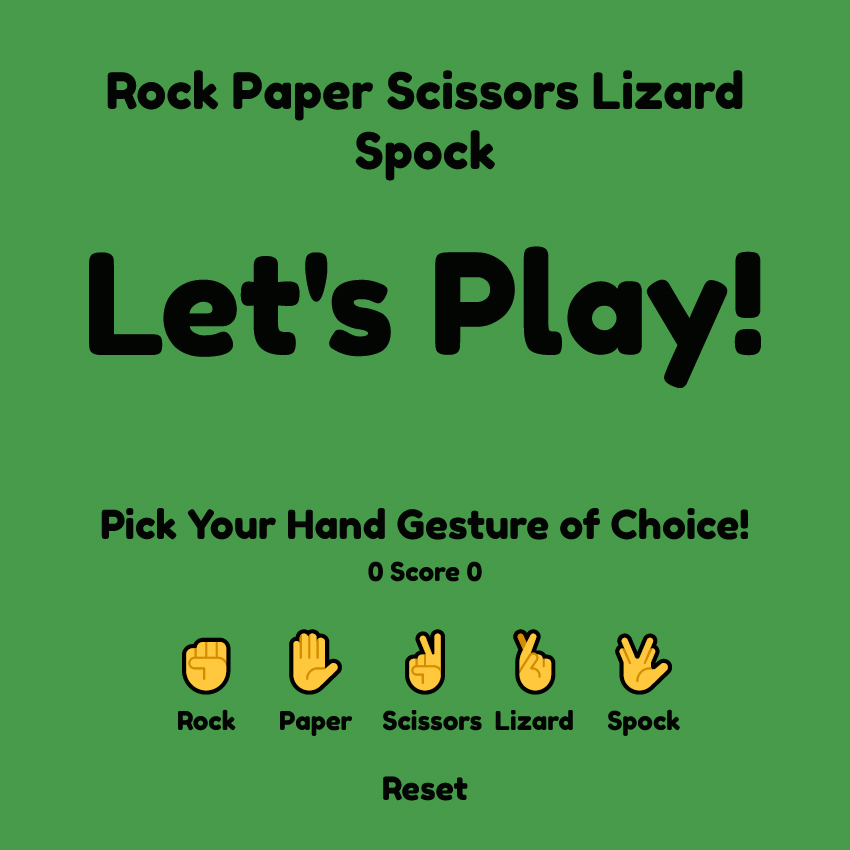 Rock Paper Scissors Lizard
Spock
Let's Play!
Pick Your Hand Gesture of Choice!
0 Score 0
Rock Paper Scissors Lizard Spock
Reset